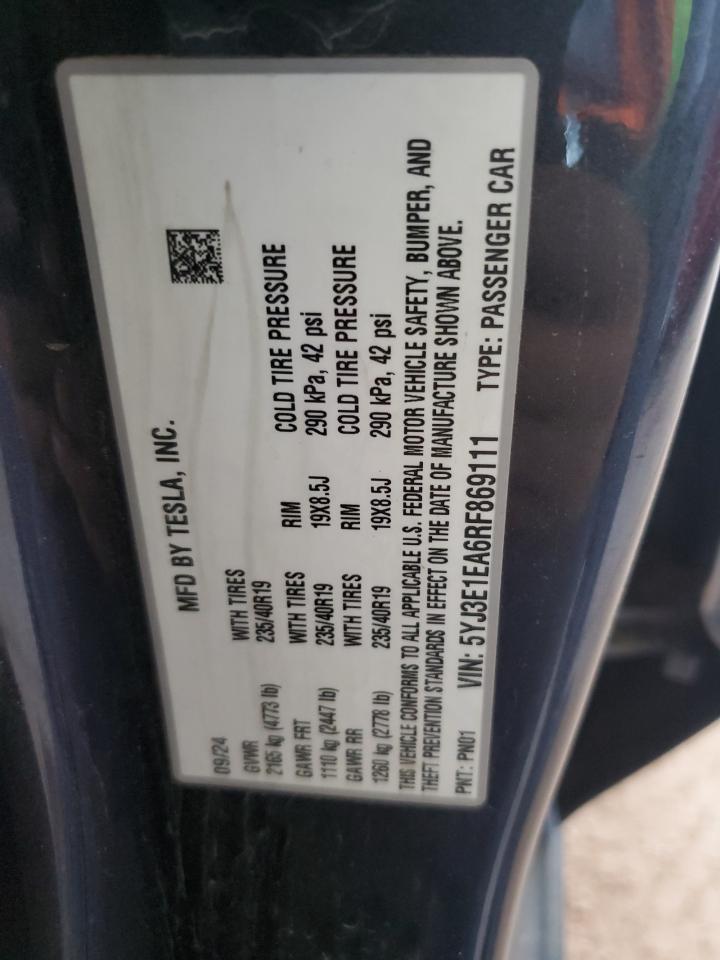 MFD BY TESLA, INC.
09/24
GVWR WITH TIRES
2165 kg (4773 lb) 235/40R19
GAWR FRT WITH TIRES RIM COLD TIRE PRESSURE
1110 kg (2447 lb) 235/40R19 19X8.5J 290 kPa, 42 psi
GAWR RR WITH TIRES RIM COLD TIRE PRESSURE
1260 kg (2778 lb) 235/40R19 19X8.5J 290 kPa, 42 psi
THIS VEHICLE CONFORMS TO ALL APPLICABLE U.S. FEDERAL MOTOR VEHICLE SAFETY, BUMPER, AND
THEFT PREVENTION STANDARDS IN EFFECT ON THE DATE OF MANUFACTURE SHOWN ABOVE.
PNT: PN01 VIN: 5YJ3E1EA6RF869111 TYPE: PASSENGER CAR